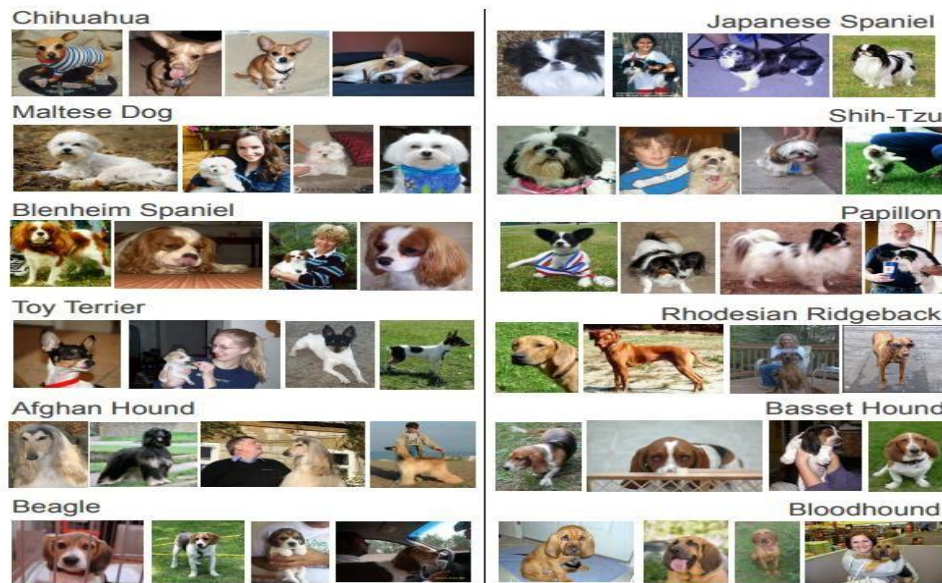 Chihuahua
Japanese Spaniel
Maltese Dog
Shih-Tzu
Blenheim Spaniel
Papillon
Toy Terrier
Rhodesian Ridgeback
Afghan Hound
Basset Hound
Beagle
Bloodhound